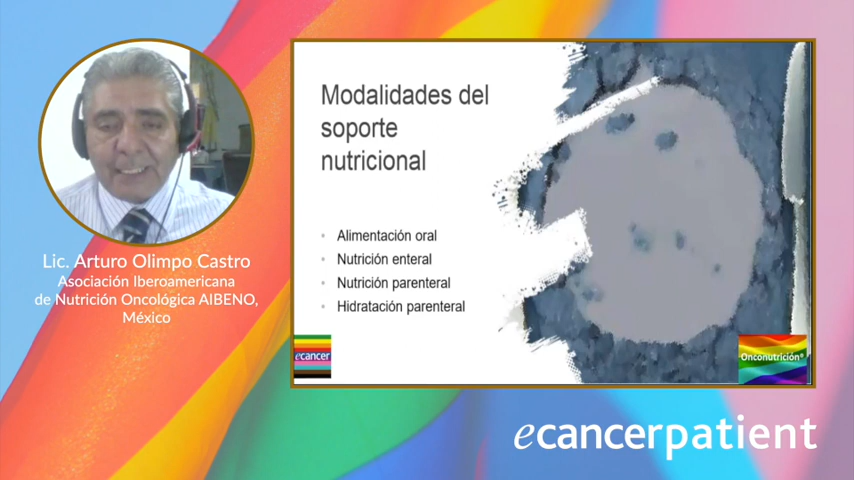 Modalidades del
soporte
nutricional
• Alimentación oral
• Nutrición enteral
• Nutrición parenteral
• Hidratación parenteral
Lic. Arturo Olimpo Castro
Asociación Iberoamericana
de Nutrición Oncológica AIBENO,
México
ecancer
Onconutrición®
ecancerpatient